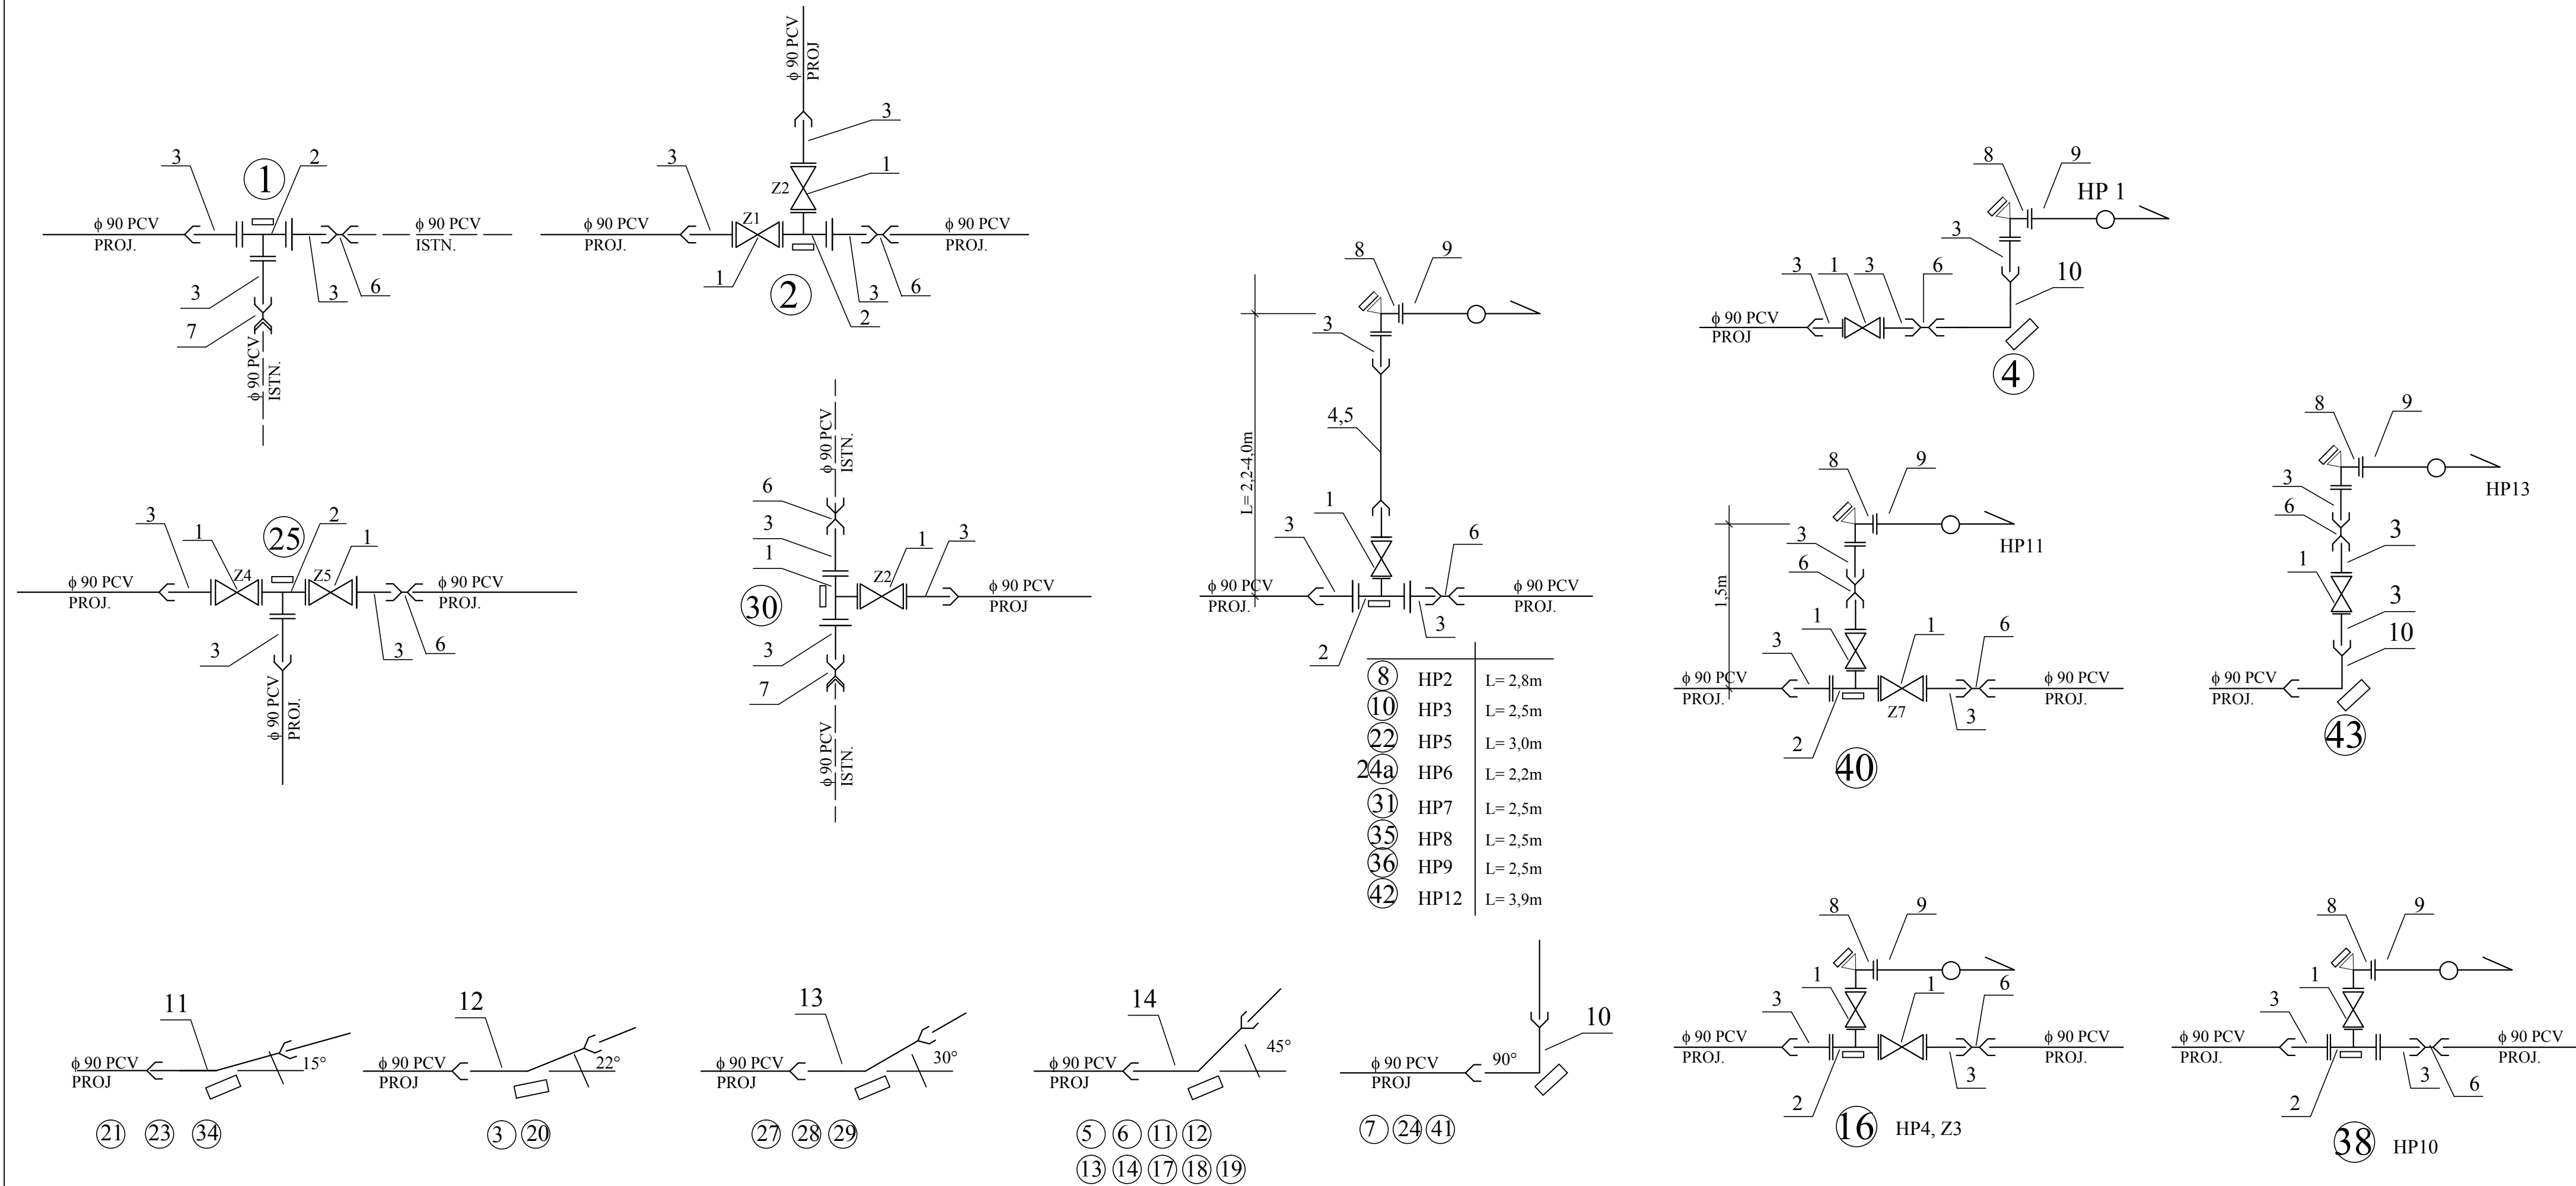 3
1
2
ϕ 90 PCV
PROJ.
ϕ 90 PCV
ISTN.
3
3
6
7
ϕ 90 PCV
ISTN.
ϕ 90 PCV
PROJ
3
3
1
Z2
Z1
ϕ 90 PCV
PROJ.
ϕ 90 PCV
PROJ.
1
2
3
6
2
8
9
HP 1
3
3
1
3
6
10
ϕ 90 PCV
PROJ
4
3
1
25
2
1
Z4
Z5
ϕ 90 PCV
PROJ.
ϕ 90 PCV
PROJ.
3
3
6
ϕ 90 PCV
PROJ.
ϕ 90 PCV
ISTN.
6
3
1
1
3
Z2
30
ϕ 90 PCV
PROJ
3
7
ϕ 90 PCV
ISTN.
8
9
3
4,5
L= 2,2-4,0m
1
3
6
ϕ 90 PCV
PROJ.
ϕ 90 PCV
PROJ.
2
3
8 HP2 L= 2,8m
10 HP3 L= 2,5m
22 HP5 L= 3,0m
24a HP6 L= 2,2m
31 HP7 L= 2,5m
35 HP8 L= 2,5m
36 HP9 L= 2,5m
42 HP12 L= 3,9m
8
9
HP11
3
6
1,5m
1
1
3
6
ϕ 90 PCV
PROJ.
ϕ 90 PCV
PROJ.
Z7
2
3
40
8
9
HP13
3
6
3
1
3
10
ϕ 90 PCV
PROJ.
43
11
ϕ 90 PCV
PROJ
15°
21 23 34
12
ϕ 90 PCV
PROJ
22°
3 20
13
ϕ 90 PCV
PROJ
30°
27 28 29
14
ϕ 90 PCV
PROJ
45°
5 6 11 12
13 14 17 18 19
10
ϕ 90 PCV
PROJ
90°
7 24 41
8
9
1
1
3
6
ϕ 90 PCV
PROJ.
ϕ 90 PCV
PROJ.
2
3
16 HP4, Z3
8
9
1
3
ϕ 90 PCV
PROJ.
ϕ 90 PCV
PROJ.
2
3
6
38 HP10